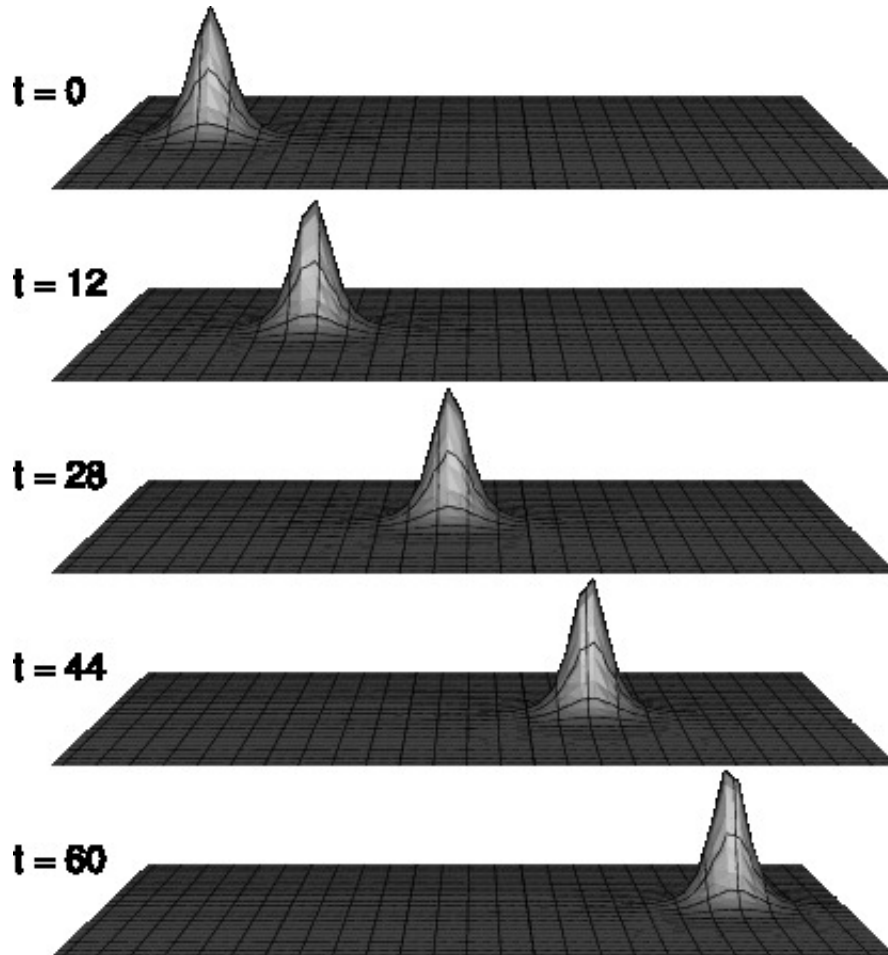 t = 0
t = 12
t = 28
t = 44
t = 60